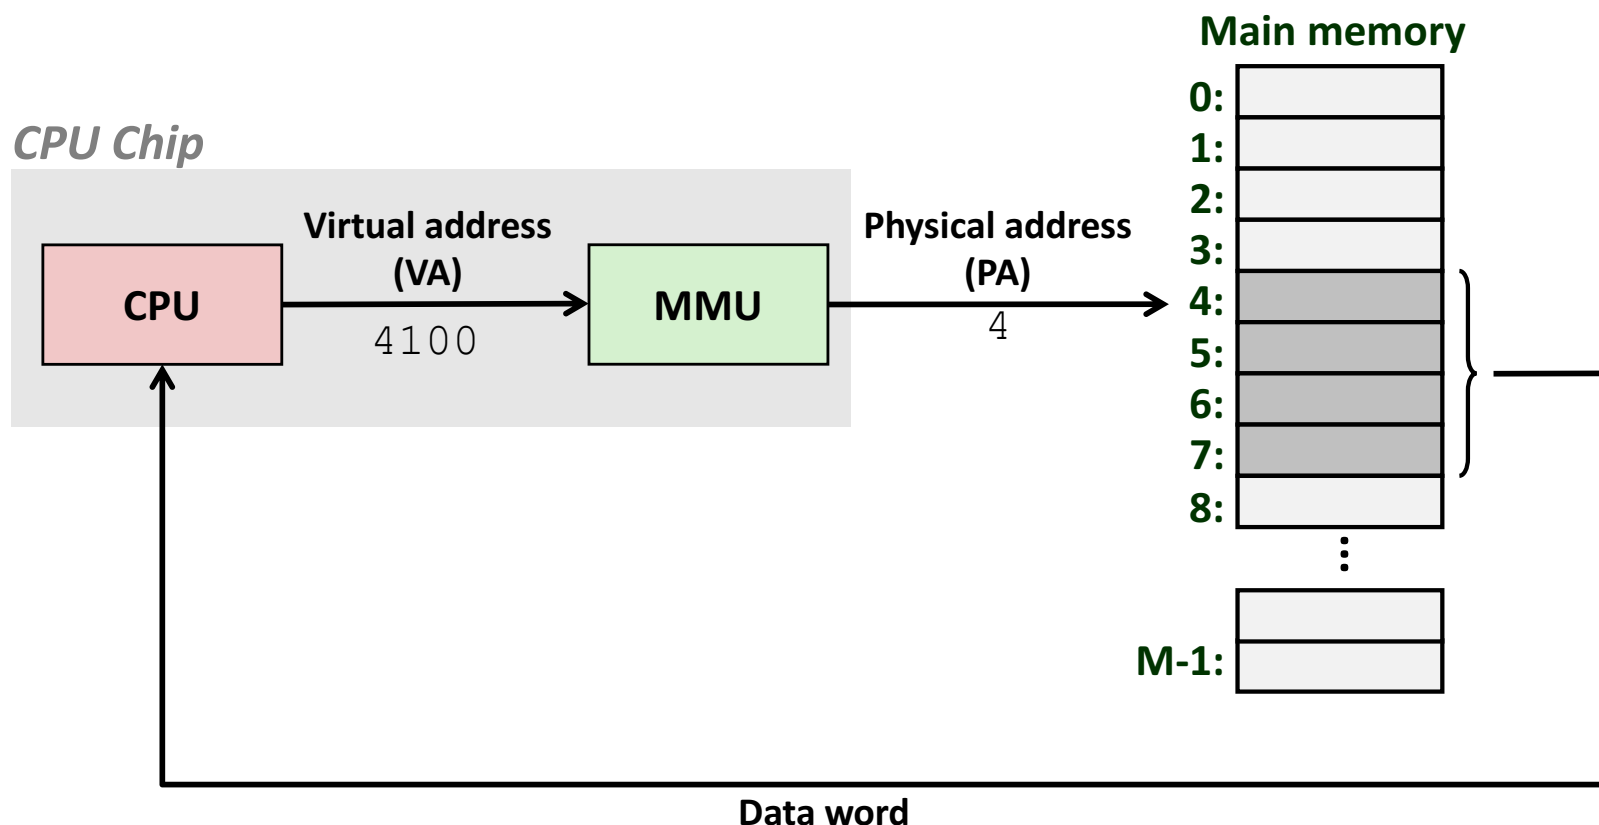 Main memory
0:
CPU Chip
1:
2:
Virtual address
(VA)
Physical address
(PA)
3:
CPU
4100
MMU
4
4:
5:
6:
7:
8:
M-1:
Data word